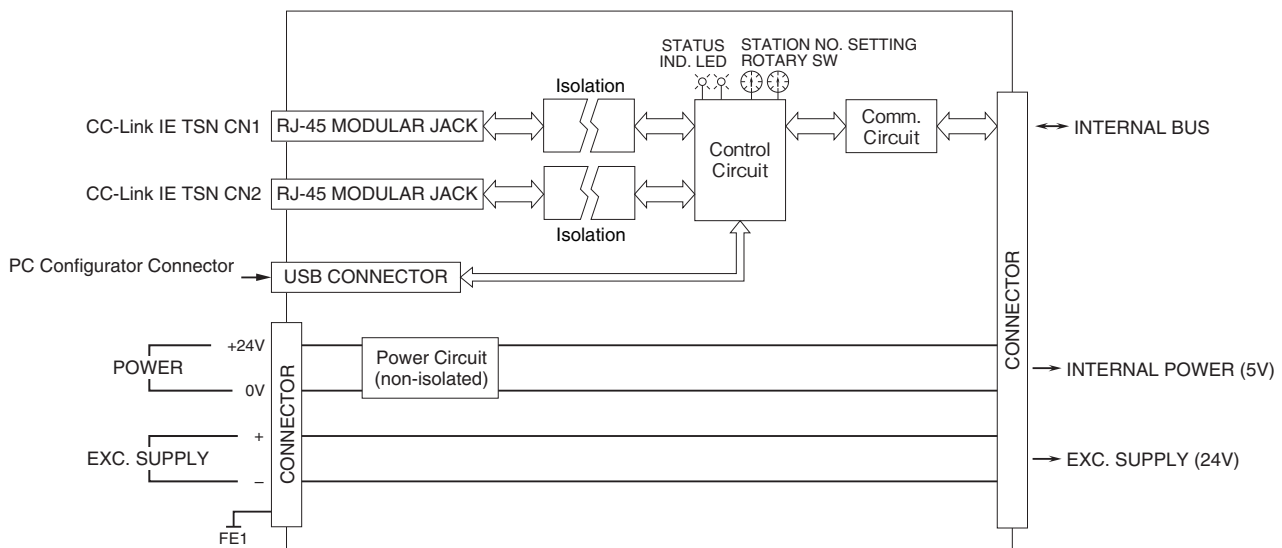 STATUS
IND. LED
STATION NO. SETTING
ROTARY SW
Isolation
CC-Link IE TSN CN1
RJ-45 MODULAR JACK
Control
Circuit
Comm.
Circuit
INTERNAL BUS
CC-Link IE TSN CN2
RJ-45 MODULAR JACK
Isolation
PC Configurator Connector
USB CONNECTOR
CONNECTOR
POWER
+24V
0V
CONNECTOR
Power Circuit
(non-isolated)
INTERNAL POWER (5V)
EXC. SUPPLY
+
–
EXC. SUPPLY (24V)
FE1